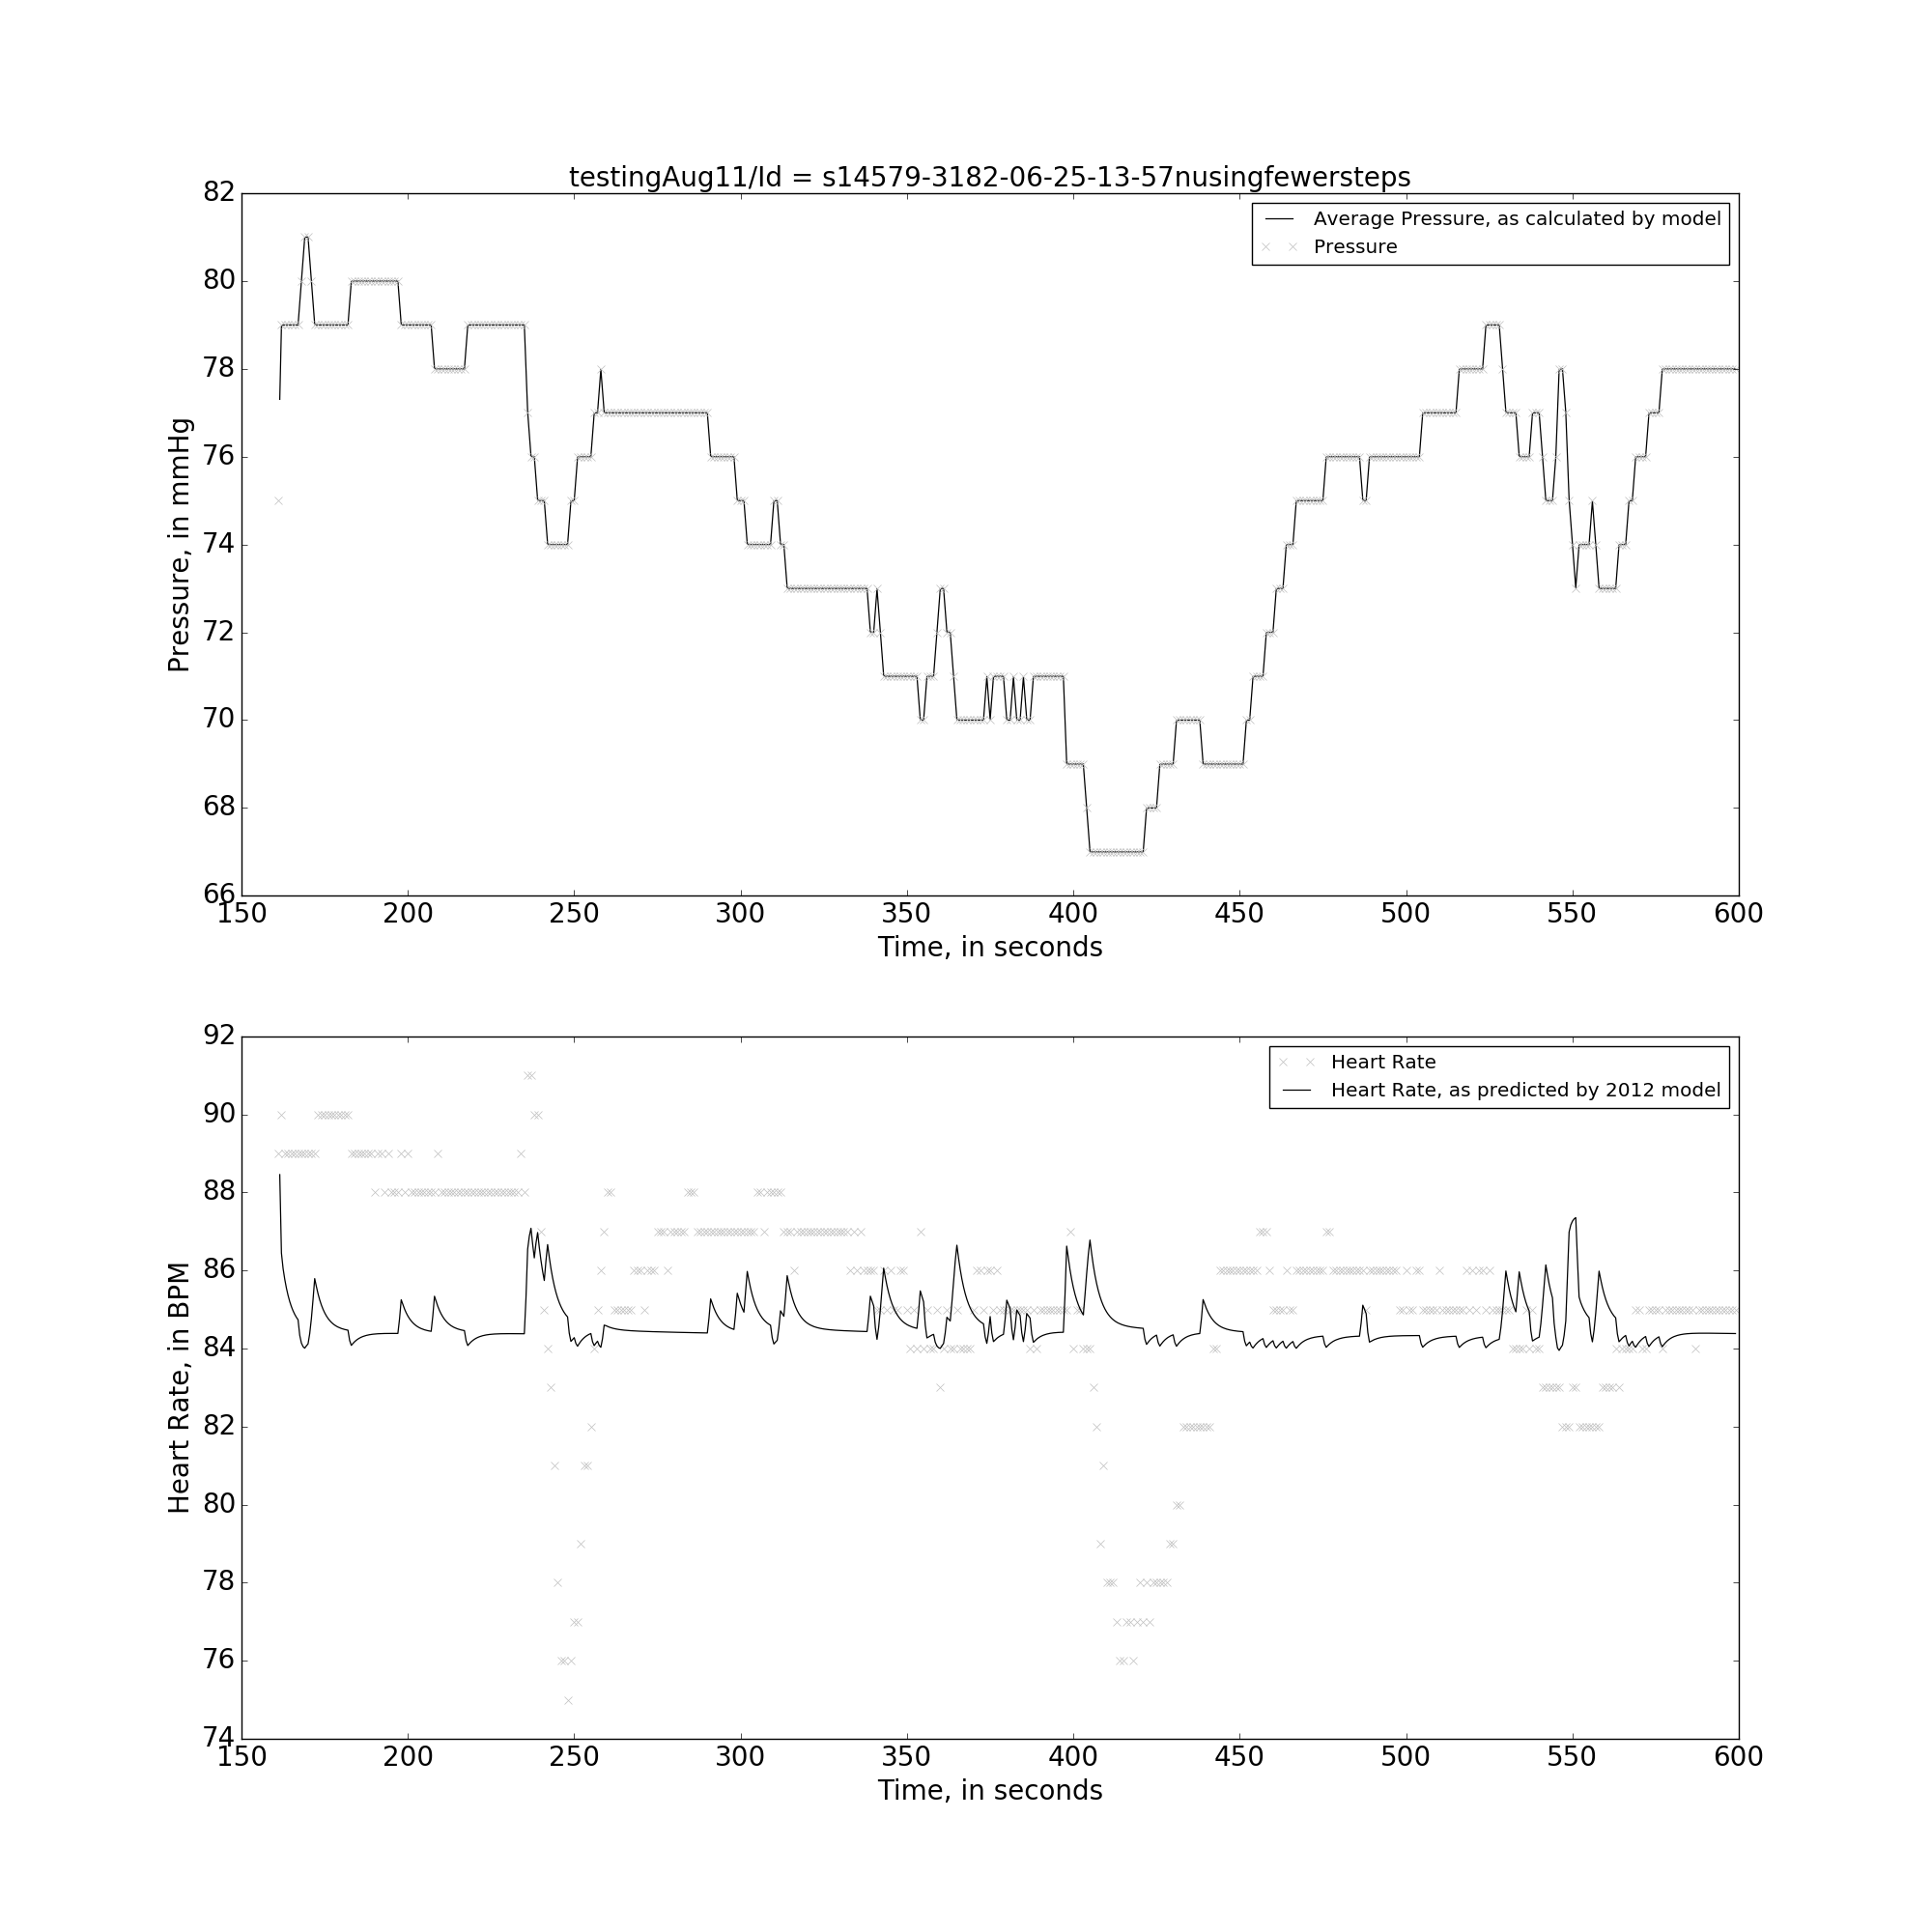 testingAug11/Id = s14579-3182-06-25-13-57nusingfewersteps
82
80
78
76
74
72
70
68
66
Pressure, in mmHg
Average Pressure, as calculated by model
Pressure
150 200 250 300 350 400 450 500 550 600
Time, in seconds
92
90
88
86
84
82
80
78
76
74
Heart Rate, in BPM
Heart Rate
Heart Rate, as predicted by 2012 model
150 200 250 300 350 400 450 500 550 600
Time, in seconds